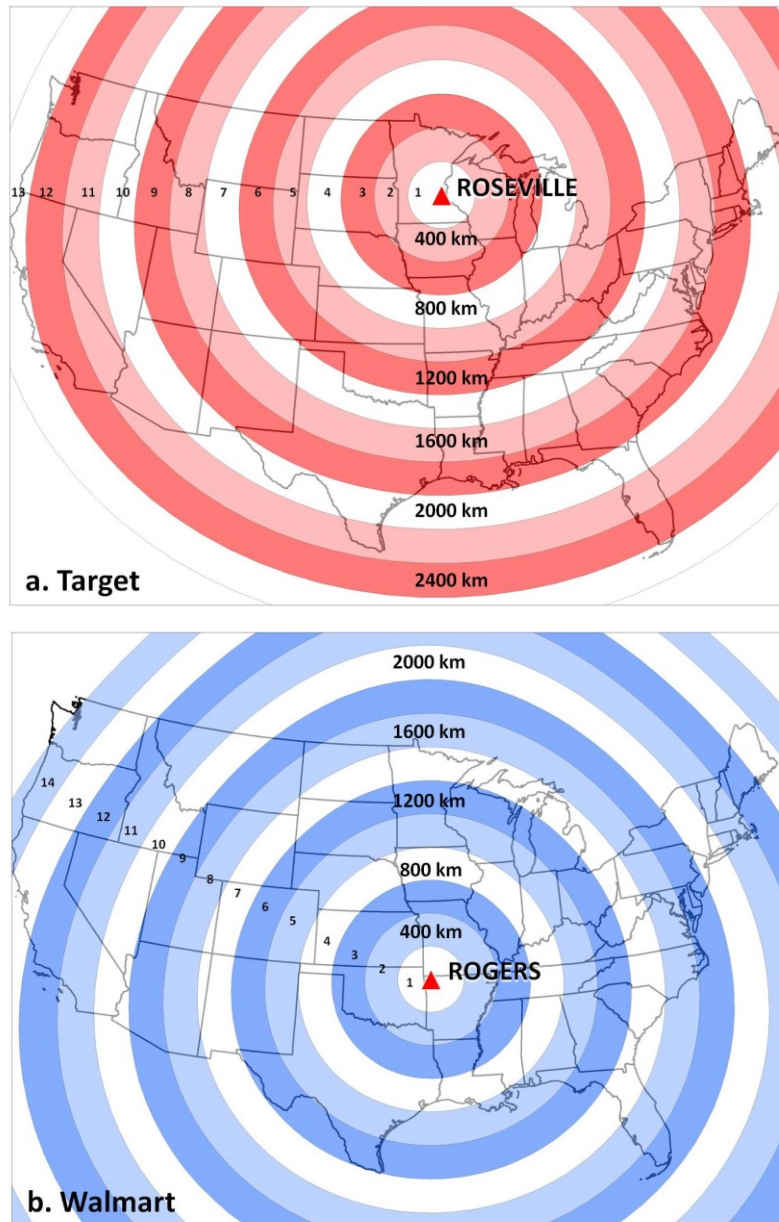 13 12 11 10 9 8 7 6 5 4 3 2 1 ROSEVILLE
400 km
800 km
1200 km
1600 km
2000 km
2400 km
a. Target
2000 km
1600 km
1200 km
800 km
400 km
14
13
12
11
10
9
8
7
6
5
4
3
2
1
ROGERS
b. Walmart